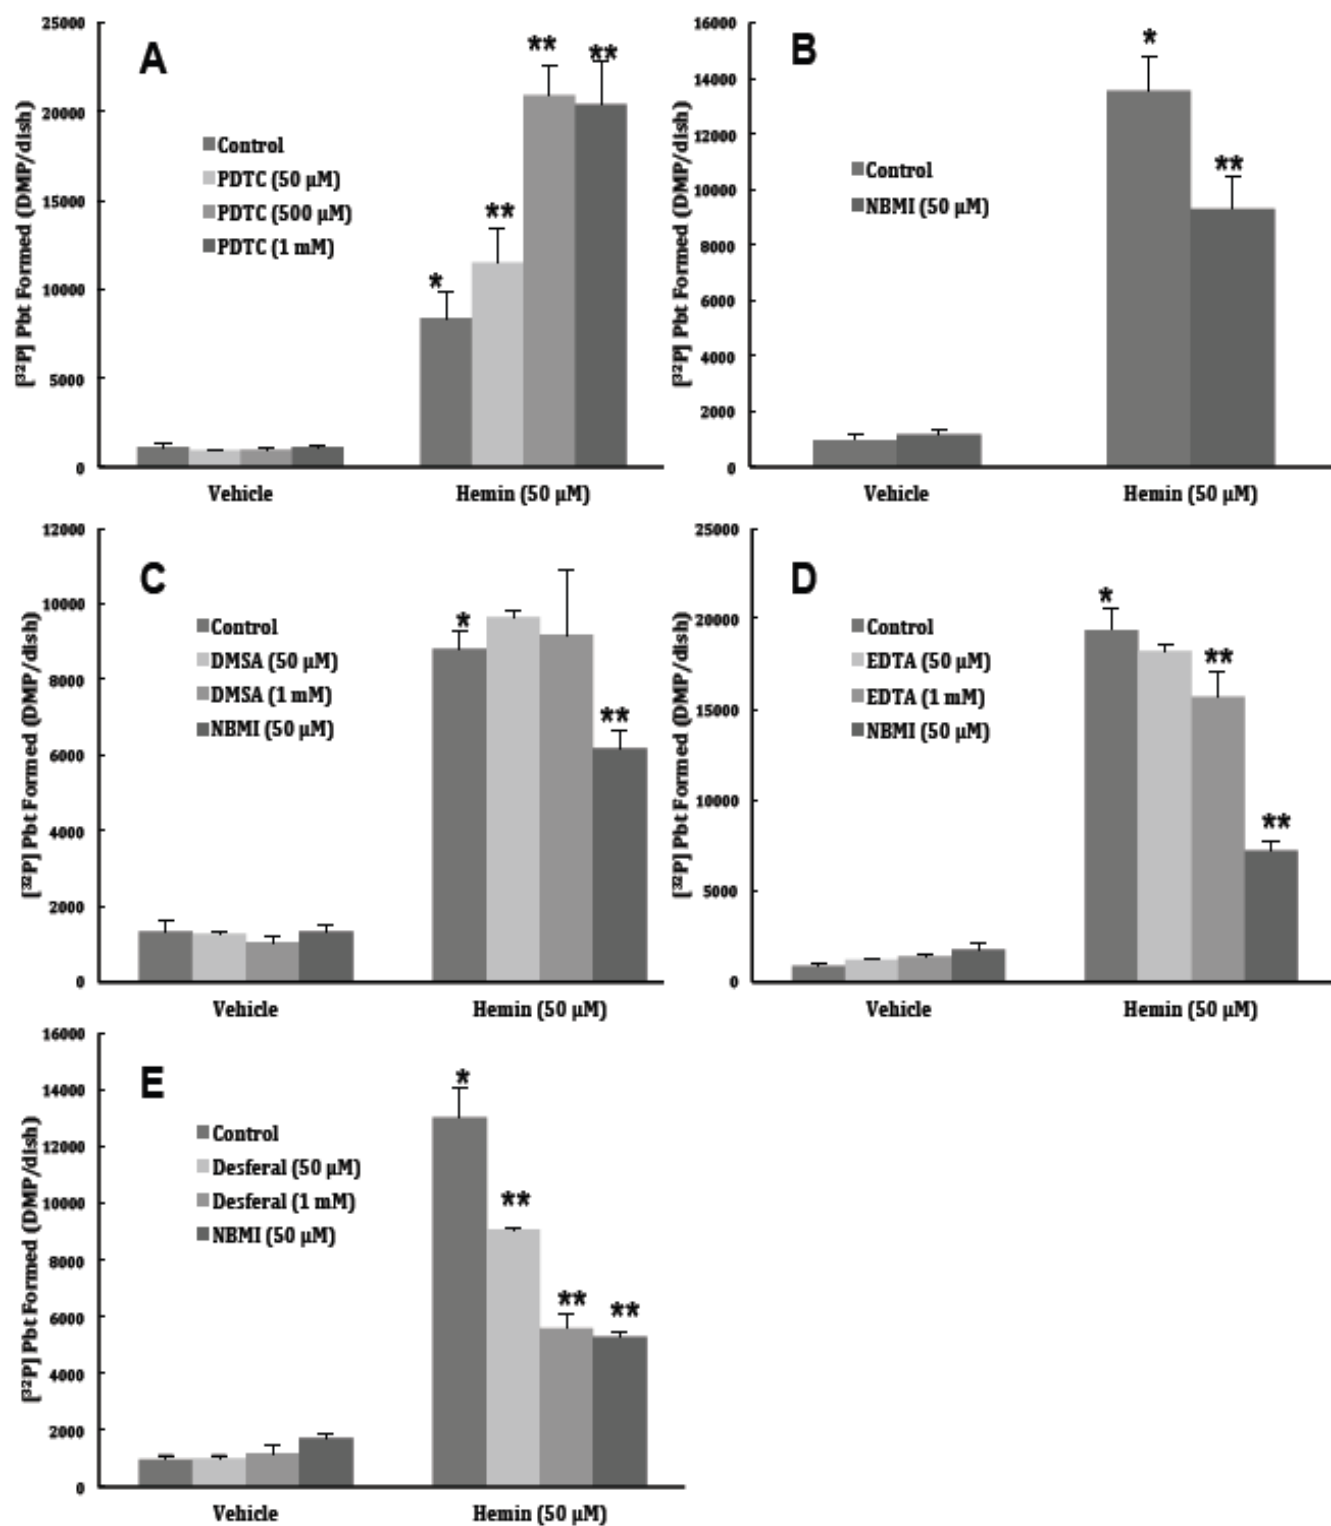 A
[³²P] Pbt Formed (DMP/dish)
25000
20000
15000
10000
5000
0
Control
PDTC (50 µM)
PDTC (500 µM)
PDTC (1 mM)
*
**
**
**
Vehicle
Hemin (50 µM)
B
[³²P] Pbt Formed (DMP/dish)
16000
14000
12000
10000
8000
6000
4000
2000
0
Control
NBMI (50 µM)
*
**
Vehicle
Hemin (50 µM)
C
[³²P] Pbt Formed (DMP/dish)
12000
10000
8000
6000
4000
2000
0
Control
DMSA (50 µM)
DMSA (1 mM)
NBMI (50 µM)
*
**
Vehicle
Hemin (50 µM)
D
[³²P] Pbt Formed (DMP/dish)
25000
20000
15000
10000
5000
0
Control
EDTA (50 µM)
EDTA (1 mM)
NBMI (50 µM)
*
**
**
Vehicle
Hemin (50 µM)
E
[³²P] Pbt Formed (DMP/dish)
16000
14000
12000
10000
8000
6000
4000
2000
0
Control
Desferal (50 µM)
Desferal (1 mM)
NBMI (50 µM)
*
**
**
**
Vehicle
Hemin (50 µM)